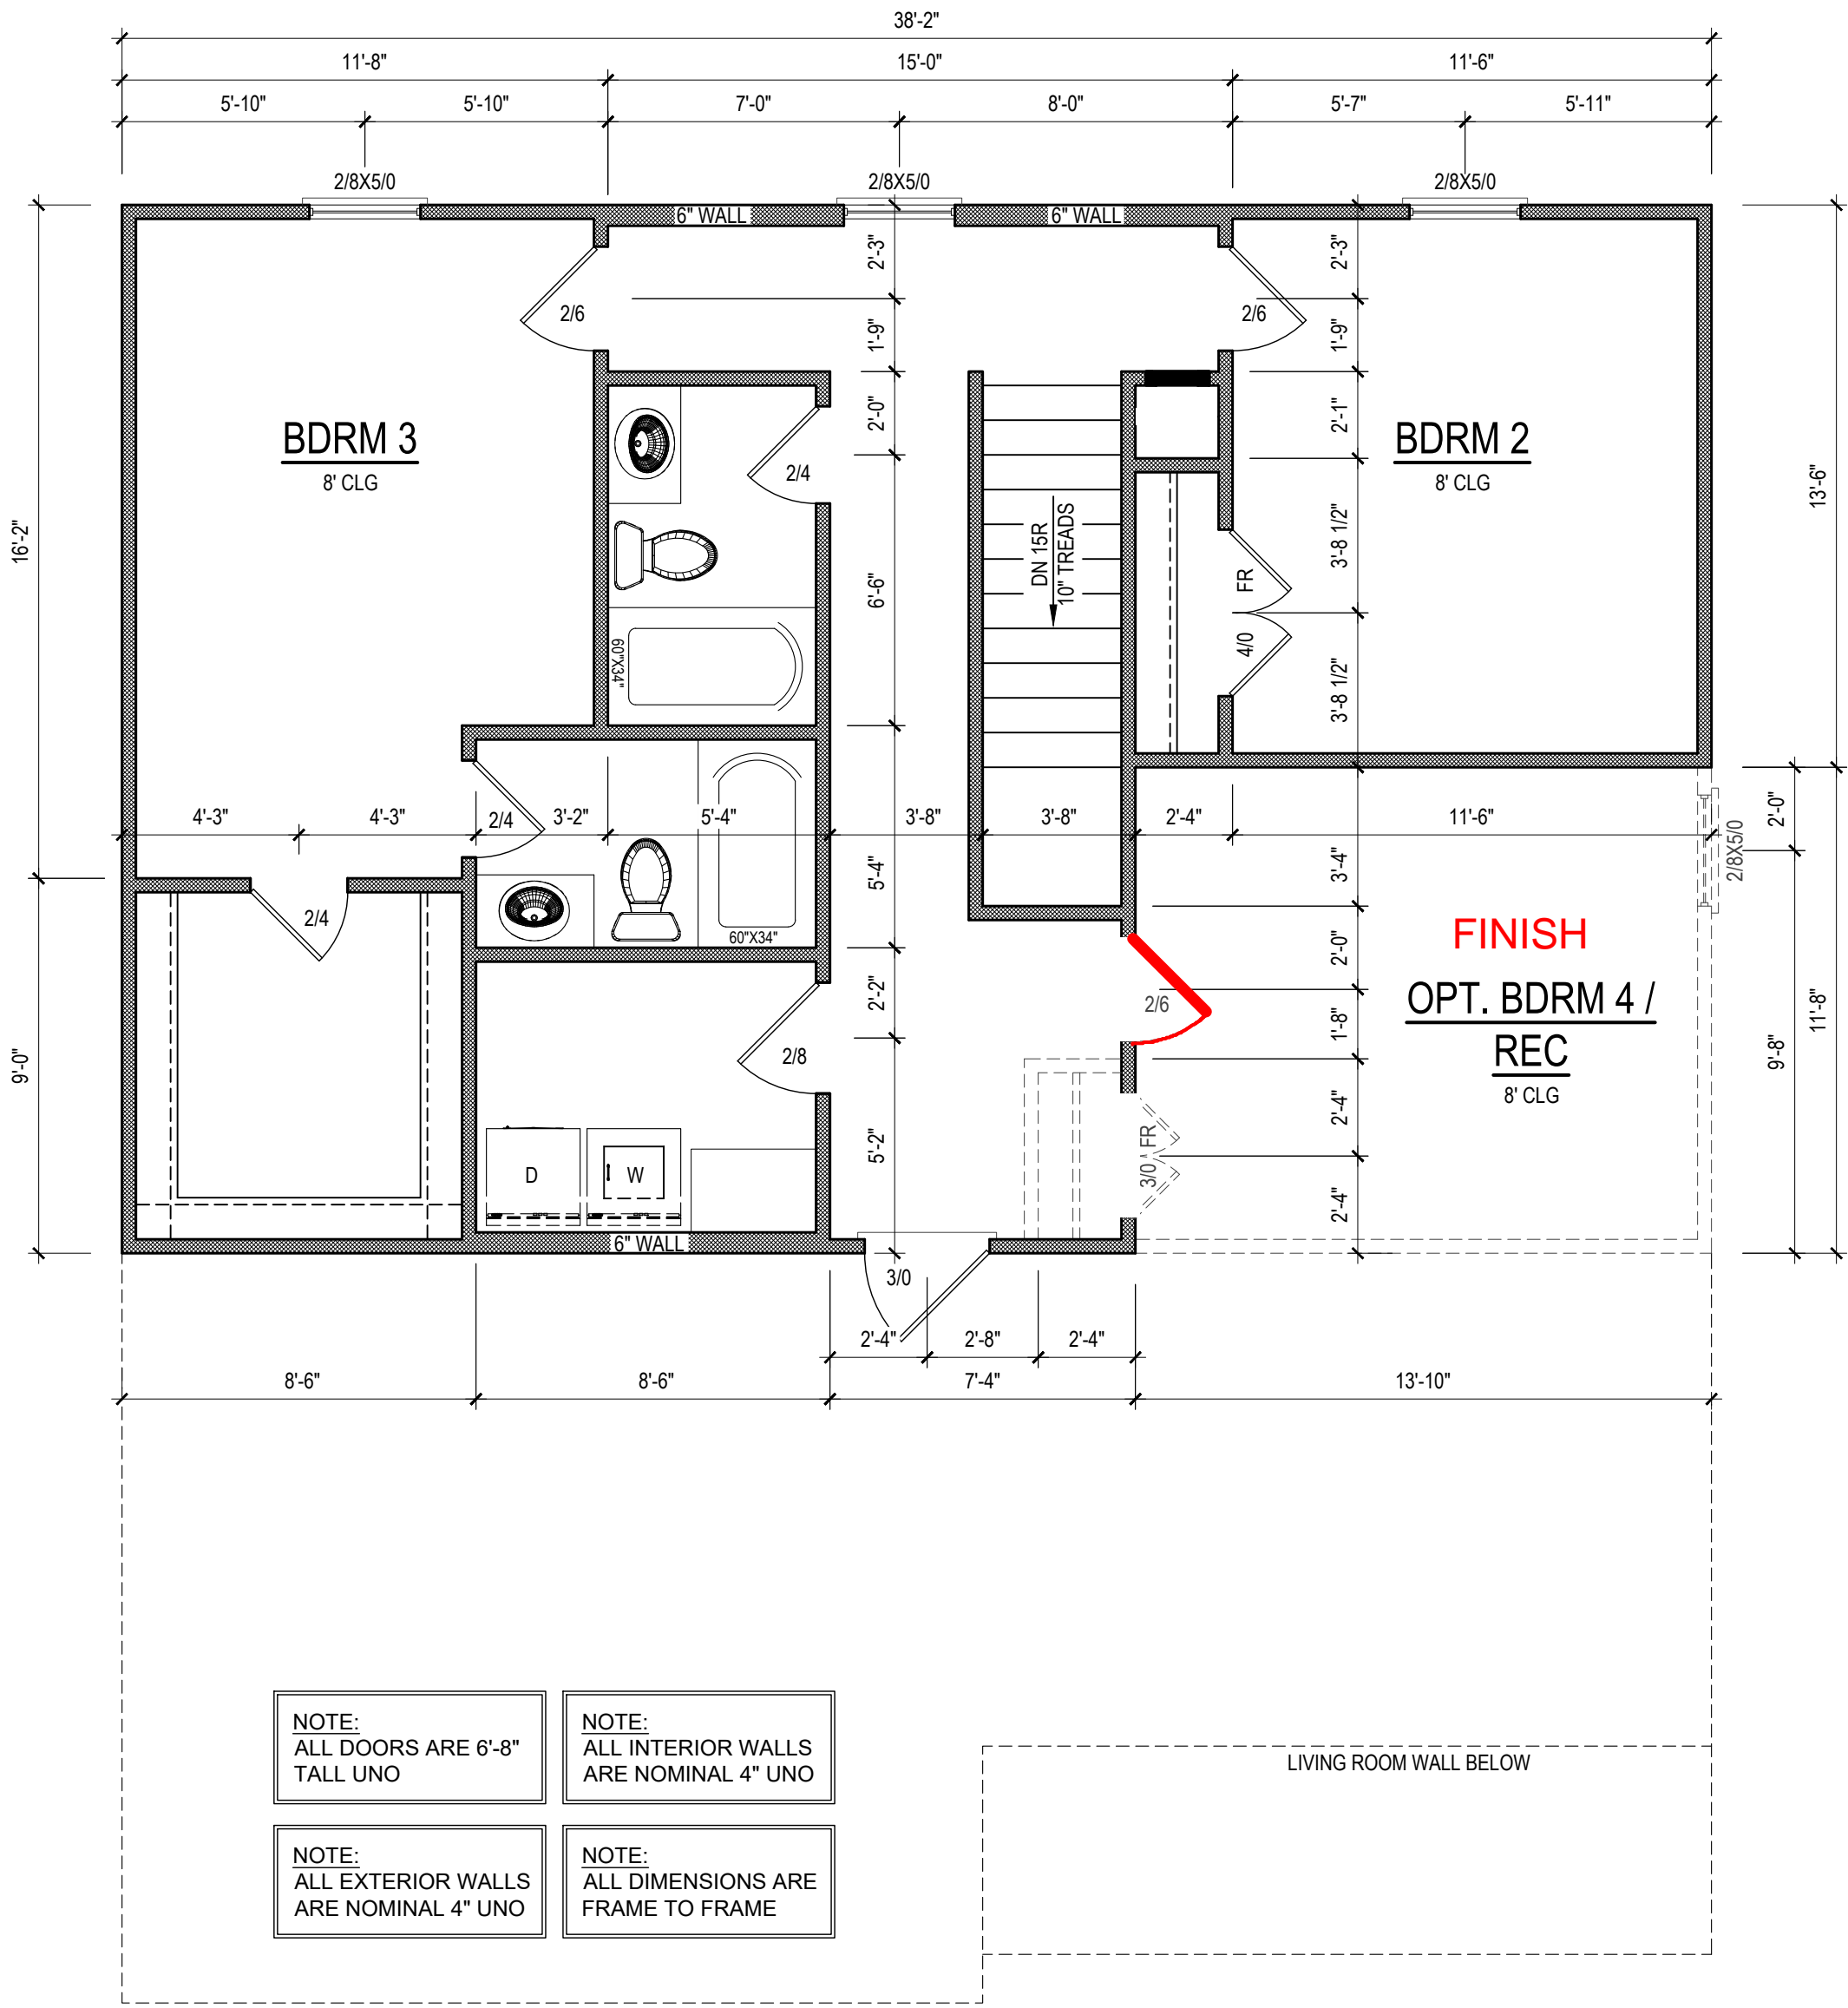 38'-2"
11'-8" 15'-0" 11'-6"
5'-10" 5'-10" 7'-0" 8'-0" 5'-7" 5'-11"
2/8X5/0 2/8X5/0 2/8X5/0
6" WALL 6" WALL
2'-3" 2'-3"
2/6 2/6
1'-9" 1'-9"
2'-0" 2'-1"
BDRM 3
8' CLG
BDRM 2
8' CLG
2/4
16'-2"
13'-6"
DN 15R
10" TREADS
3'-8 1/2"
FR
4/0
6'-6"
60"X34"
3'-8 1/2"
4'-3" 4'-3" 2/4 3'-2" 5'-4" 3'-8" 3'-8" 2'-4" 11'-6"
2'-0"
2/8X5/0
5'-4"
3'-4"
2/4
60"X34"
FINISH
OPT. BDRM 4 /
REC
8' CLG
2'-0"
2'-2"
2/6
1'-8"
11'-8"
9'-8"
9'-0"
2/8
2'-4"
3/0 FR
5'-2"
D W
2'-4"
6" WALL
3/0
2'-4" 2'-8" 2'-4"
8'-6" 8'-6" 7'-4" 13'-10"
NOTE:
ALL DOORS ARE 6'-8"
TALL UNO
NOTE:
ALL INTERIOR WALLS
ARE NOMINAL 4" UNO
LIVING ROOM WALL BELOW
NOTE:
ALL EXTERIOR WALLS
ARE NOMINAL 4" UNO
NOTE:
ALL DIMENSIONS ARE
FRAME TO FRAME